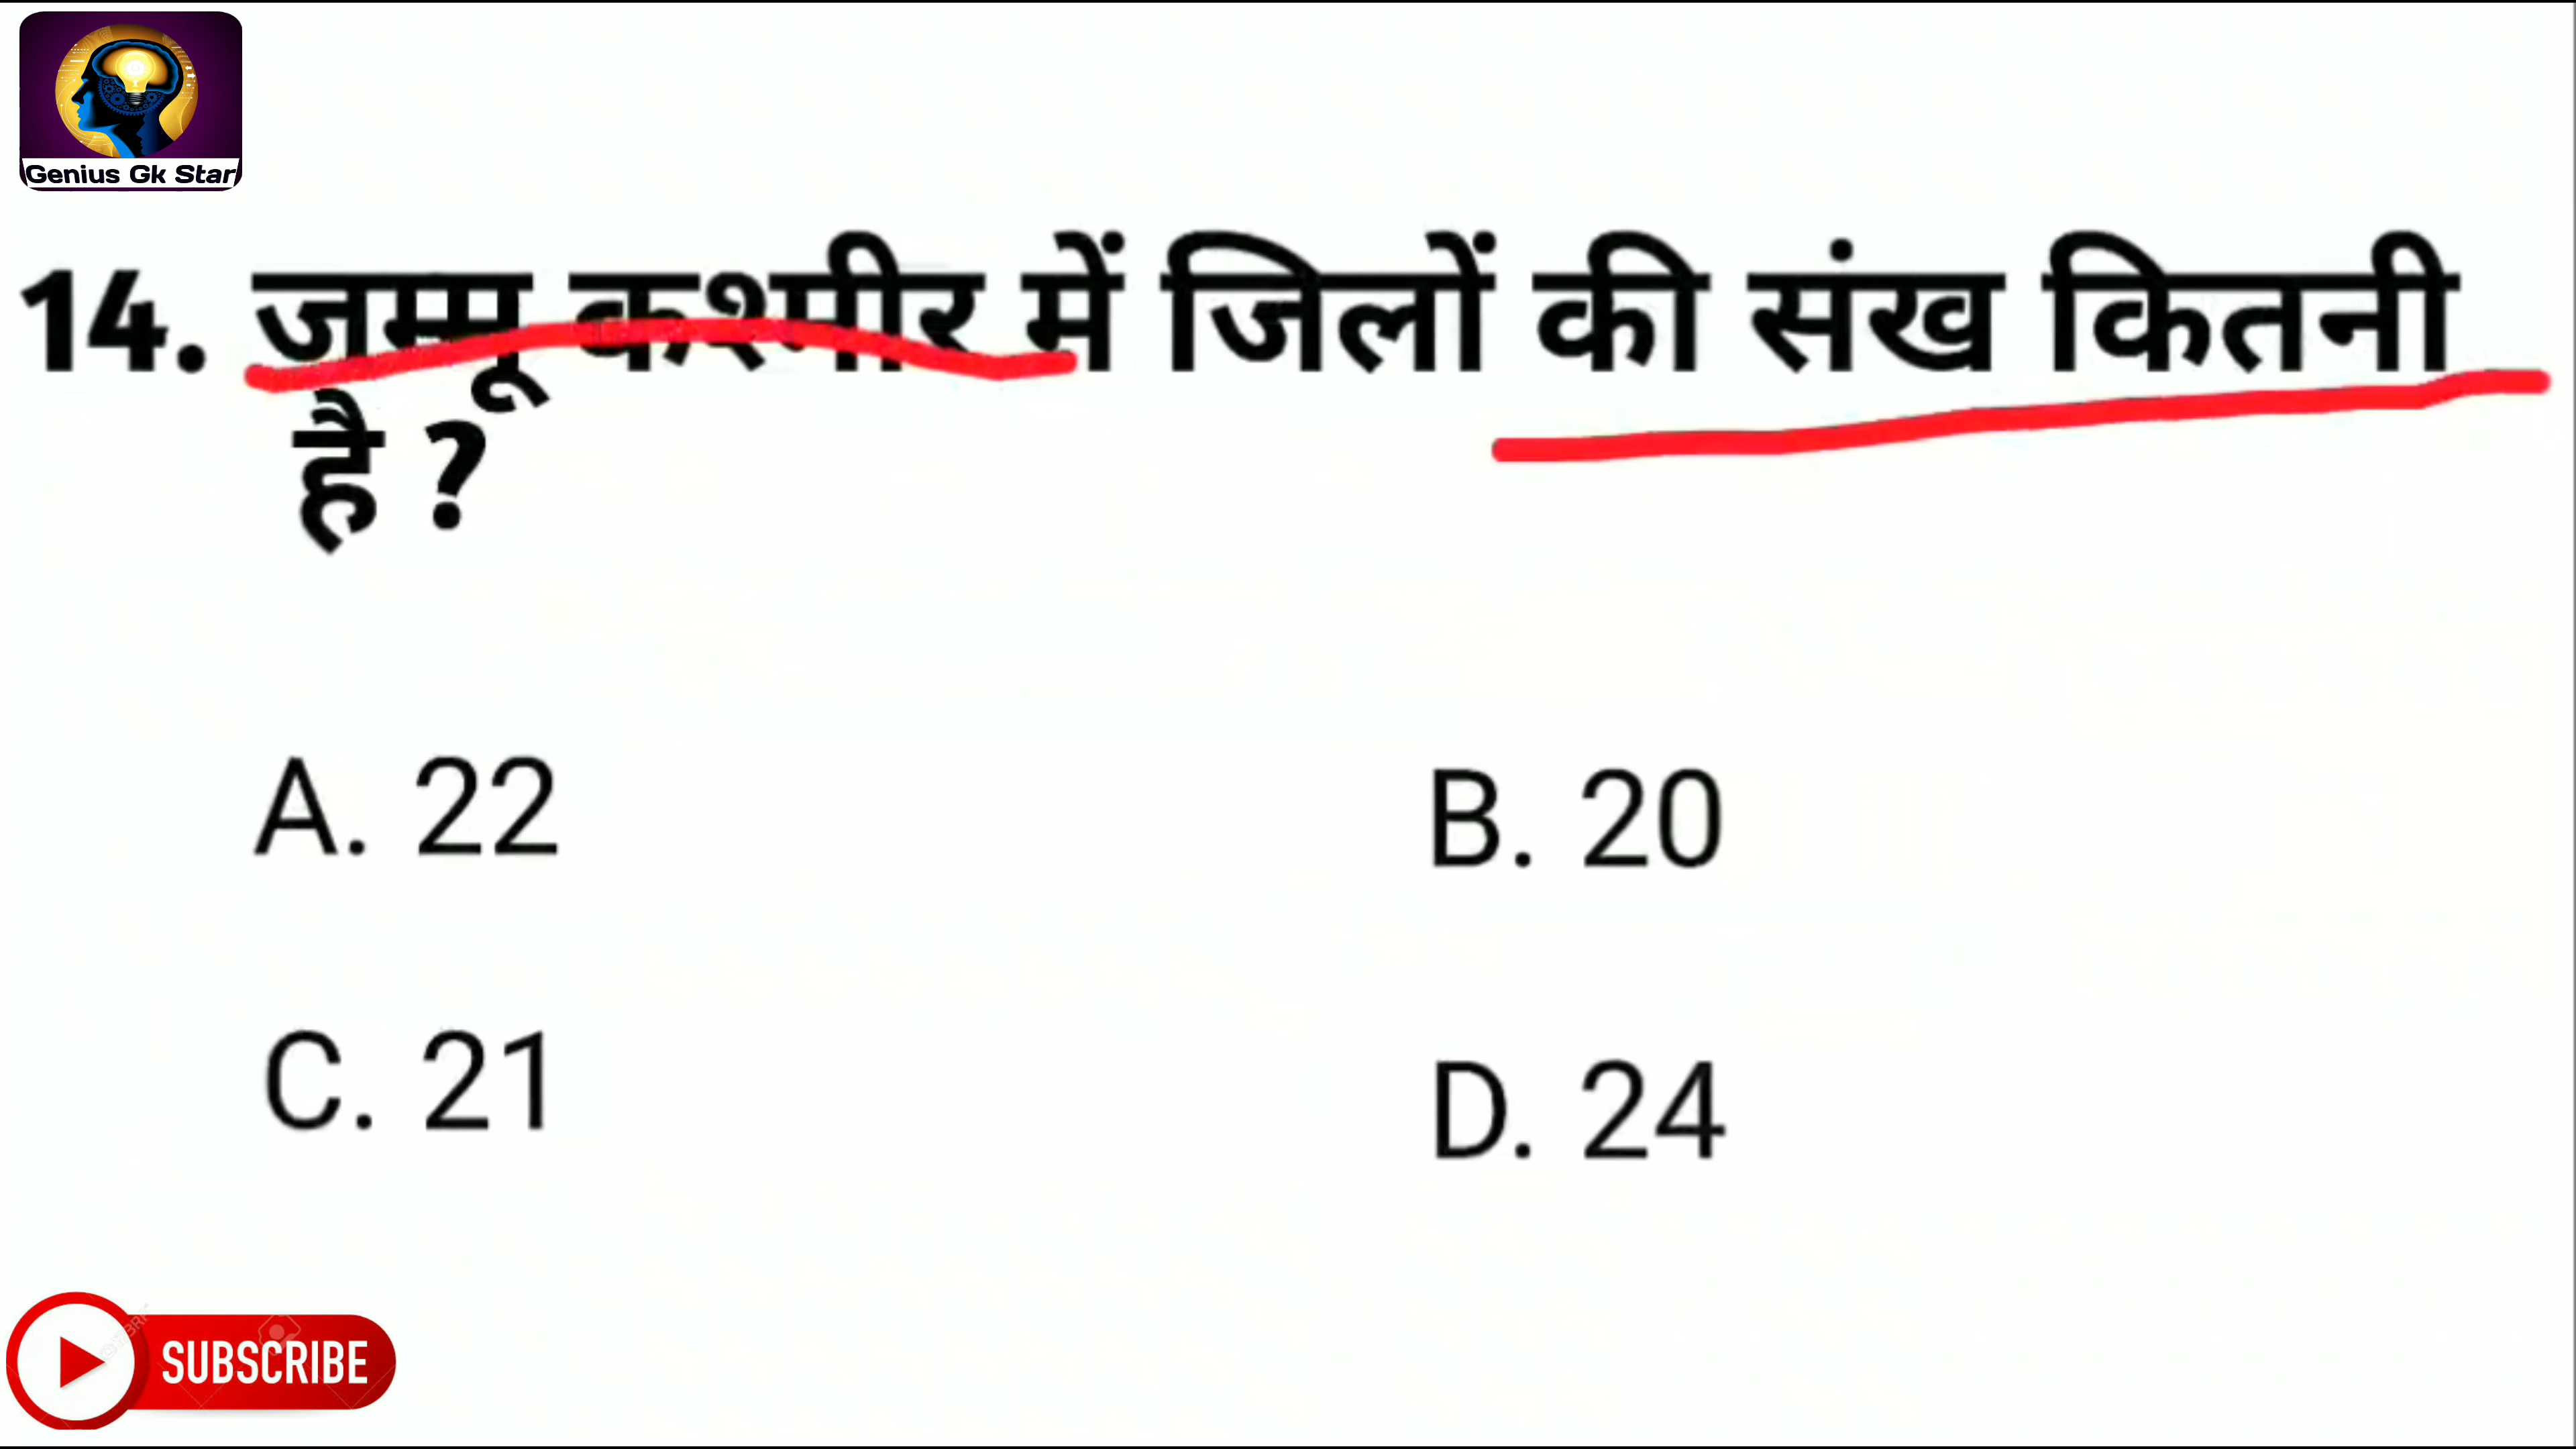 Genius Gk Star
14. जम्मू कश्मीर में जिलों की संख कितनी
है ?
A. 22
B. 20
C. 21
D. 24
SUBSCRIBE